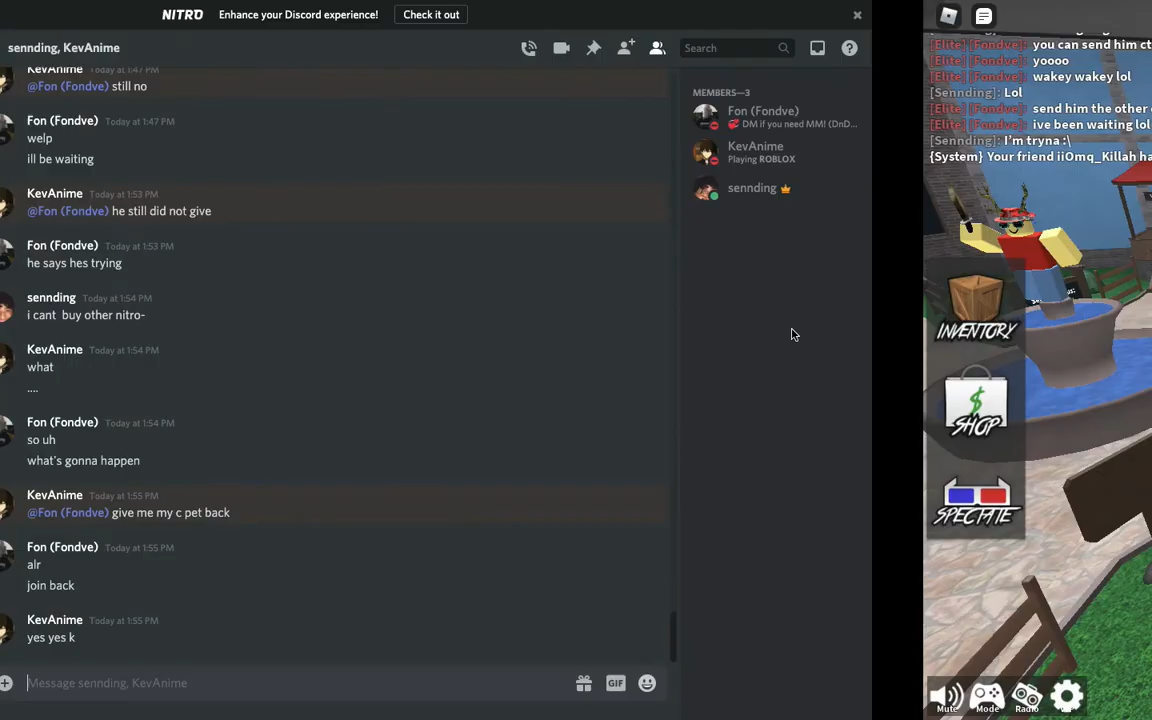 NITRO Enhance your Discord experience! Check it out
sennding, KevAnime
Search
KevAnime Today at 1:47 PM
@Fon (Fondve) still no
Fon (Fondve) Today at 1:47 PM
welp
ill be waiting
KevAnime Today at 1:53 PM
@Fon (Fondve) he still did not give
Fon (Fondve) Today at 1:53 PM
he says hes trying
sennding Today at 1:54 PM
i cant buy other nitro-
KevAnime Today at 1:54 PM
what
....
Fon (Fondve) Today at 1:54 PM
so uh
what's gonna happen
KevAnime Today at 1:55 PM
@Fon (Fondve) give me my c pet back
Fon (Fondve) Today at 1:55 PM
alr
join back
KevAnime Today at 1:55 PM
yes yes k
Message sennding, KevAnime
GIF
MEMBERS—3
Fon (Fondve)
DM if you need MM! (DnD...
KevAnime
Playing ROBLOX
sennding
[Elite] [Fondve]: you can send him
[Elite] [Fondve]: yoooo
[Elite] [Fondve]: wakey wakey lol
[Sennding]: Lol
[Elite] [Fondve]: send him the other
[Elite] [Fondve]: ive been waiting lol
[Sennding]: I'm tryna :\
{System} Your friend iiOmq_Killah ha
INVENTORY
$
SHOP
SPECTATE
Mute
Mode
Radio